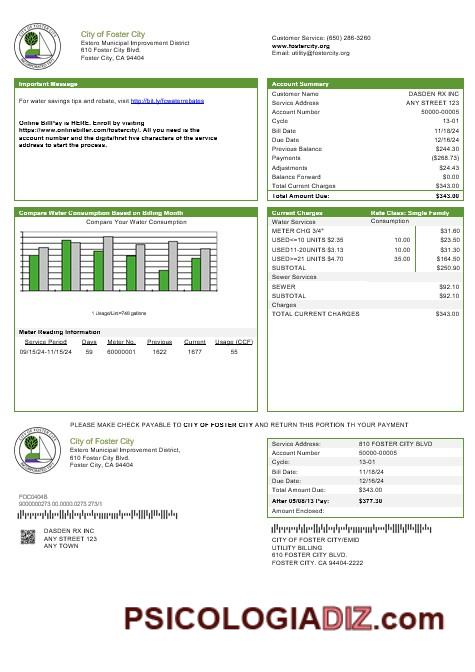 City of Foster City
Estero Municipal Improvement District
610 Foster City Blvd.
Foster City, CA 94404
Customer Service: (650) 286-3260
www.fostercity.org
Email: utility@fostercity.org
Important Message
For water savings tips and rebate, visit http://bit.ly/fcwaterrebates
Online BillPay is HERE. Enroll by visiting
https://www.onlinebiller.com/fostercity/. All you need is the
account number and the digits/first five characters of the service
address to start the process.
Account Summary
Customer Name DASDEN RX INC
Service Address ANY STREET 123
Account Number 50000-00005
Cycle 13-01
Bill Date 11/18/24
Due Date 12/16/24
Previous Balance $244.30
Payments ($268.73)
Adjustments $24.43
Balance Forward $0.00
Total Current Charges $343.00
Total Amount Due: $343.00
Compare Water Consumption Based on Billing Month
Compare Your Water Consumption
1 Usage/Unit=748 gallons
Meter Reading Information
Service Period Days Meter No. Previous Current Usage (CCF)
09/15/24-11/15/24 59 60000001 1622 1677 55
Current Charges Rate Class: Single Family
Water Services Consumption
METER CHG 3/4" $31.60
USED<=10 UNITS $2.35 10.00 $23.50
USED11-20UNITS $3.13 10.00 $31.30
USED>=21 UNITS $4.70 35.00 $164.50
SUBTOTAL $250.90
Sewer Services
SEWER $92.10
SUBTOTAL $92.10
Charges
TOTAL CURRENT CHARGES $343.00
PLEASE MAKE CHECK PAYABLE TO CITY OF FOSTER CITY AND RETURN THIS PORTION TH YOUR PAYMENT
City of Foster City
Estero Municipal Improvement District,
610 Foster City Blvd.
Foster City, CA 94404
Service Address: 810 FOSTER CITY BLVD
Account Number 50000-00005
Cycle: 13-01
Bill Date: 11/18/24
Due Date: 12/16/24
Total Amount Due: $343.00
After 05/08/13 Pay: $377.30
Amount Enclosed:
FOC0404B
9000000273 00.0000.0273 273/1
DASDEN RX INC
ANY STREET 123
ANY TOWN
CITY OF FOSTER CITY/EMID
UTILITY BILLING
610 FOSTER CITY BLVD.
FOSTER CITY. CA 94404-2222
PSICOLOGIADIZ.com